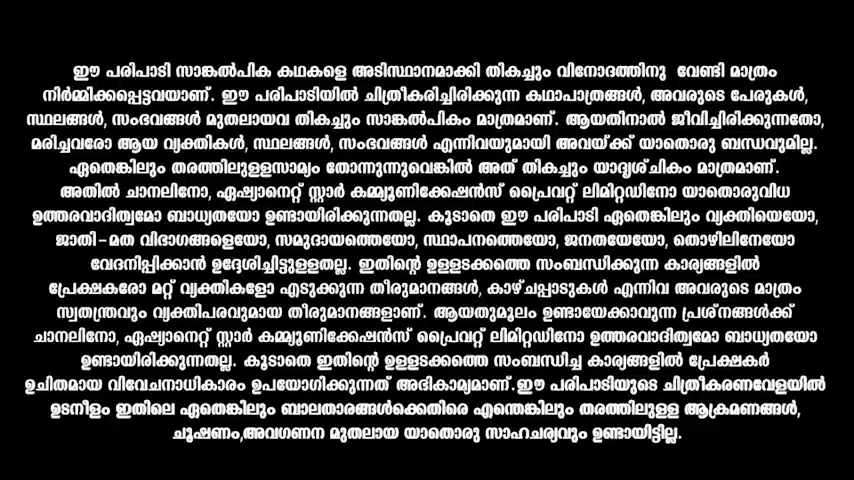 ഈ പരിപാടി സാങ്കൽപിക കഥകളെ അടിസ്ഥാനമാക്കി തികച്ചും വിനോദത്തിനു വേണ്ടി മാത്രം
നിർമ്മിക്കപ്പെട്ടവയാണ്. ഈ പരിപാടിയിൽ ചിത്രീകരിച്ചിരിക്കുന്ന കഥാപാത്രങ്ങൾ, അവരുടെ പേരുകൾ,
സ്ഥലങ്ങൾ, സംഭവങ്ങൾ മുതലായവ തികച്ചും സാങ്കൽപികം മാത്രമാണ്. ആയതിനാൽ ജീവിച്ചിരിക്കുന്നതോ,
മരിച്ചവരോ ആയ വ്യക്തികൾ, സ്ഥലങ്ങൾ, സംഭവങ്ങൾ എന്നിവയുമായി അവയ്ക്ക് യാതൊരു ബന്ധവുമില്ല.
ഏതെങ്കിലും തരത്തിലുള്ളസാമ്യം തോന്നുന്നുവെങ്കിൽ അത് തികച്ചും യാദൃശ്ചികം മാത്രമാണ്.
അതിൽ ചാനലിനോ, ഏഷ്യാനെറ്റ് സ്റ്റാർ കമ്മ്യൂണിക്കേഷൻസ് പ്രൈവറ്റ് ലിമിറ്റഡിനോ യാതൊരുവിധ
ഉത്തരവാദിത്വമോ ബാധ്യതയോ ഉണ്ടായിരിക്കുന്നതല്ല. കൂടാതെ ഈ പരിപാടി ഏതെങ്കിലും വ്യക്തിയെയോ,
ജാതി-മത വിഭാഗങ്ങളെയോ, സമുദായത്തെയോ, സ്ഥാപനത്തെയോ, ജനതയേയോ, തൊഴിലിനേയോ
വേദനിപ്പിക്കാൻ ഉദ്ദേശിച്ചിട്ടുള്ളതല്ല. ഇതിന്റെ ഉള്ളടക്കത്തെ സംബന്ധിക്കുന്ന കാര്യങ്ങളിൽ
പ്രേക്ഷകരോ മറ്റ് വ്യക്തികളോ എടുക്കുന്ന തീരുമാനങ്ങൾ, കാഴ്ചപ്പാടുകൾ എന്നിവ അവരുടെ മാത്രം
സ്വതന്ത്രവും വ്യക്തിപരവുമായ തീരുമാനങ്ങളാണ്. ആയതുമൂലം ഉണ്ടായേക്കാവുന്ന പ്രശ്നങ്ങൾക്ക്
ചാനലിനോ, ഏഷ്യാനെറ്റ് സ്റ്റാർ കമ്മ്യൂണിക്കേഷൻസ് പ്രൈവറ്റ് ലിമിറ്റഡിനോ ഉത്തരവാദിത്വമോ ബാധ്യതയോ
ഉണ്ടായിരിക്കുന്നതല്ല. കൂടാതെ ഇതിന്റെ ഉള്ളടക്കത്തെ സംബന്ധിച്ച കാര്യങ്ങളിൽ പ്രേക്ഷകർ
ഉചിതമായ വിവേചനാധികാരം ഉപയോഗിക്കുന്നത് അഭികാമ്യമാണ്.ഈ പരിപാടിയുടെ ചിത്രീകരണവേളയിൽ
ഉടനീളം ഇതിലെ ഏതെങ്കിലും ബാലതാരങ്ങൾക്കെതിരെ എന്തെങ്കിലും തരത്തിലുള്ള ആക്രമണങ്ങൾ,
ചൂഷണം,അവഗണന മുതലായ യാതൊരു സാഹചര്യവും ഉണ്ടായിട്ടില്ല.